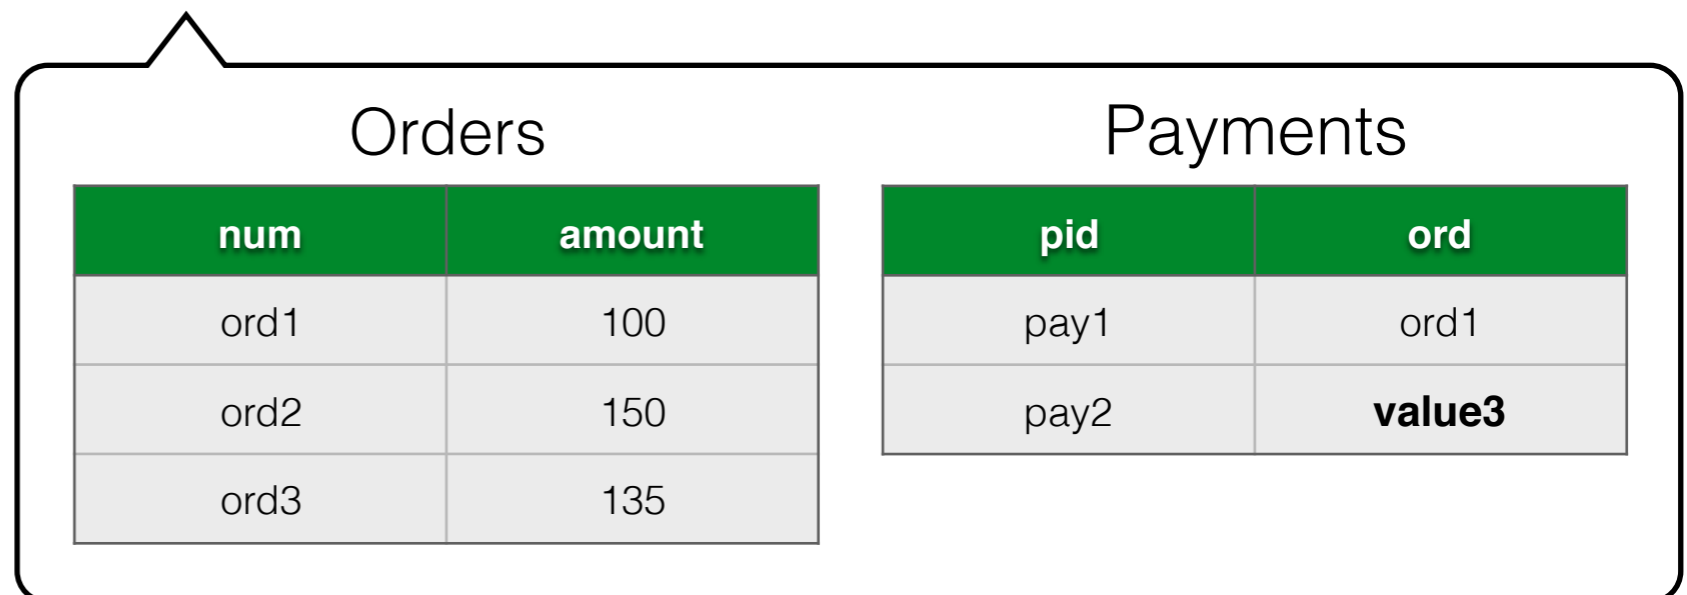 Orders
num amount
ord1 100
ord2 150
ord3 135
Payments
pid ord
pay1 ord1
pay2 value3